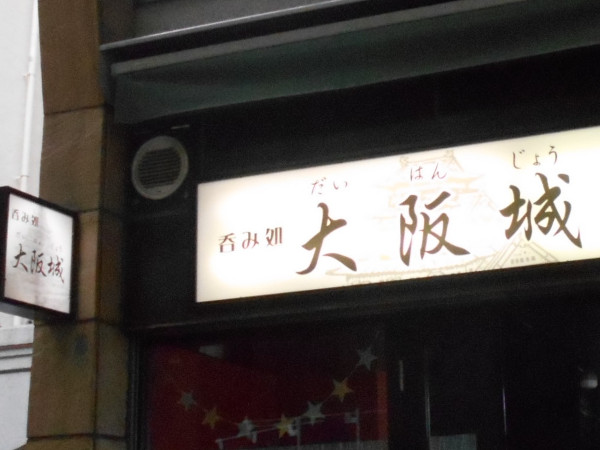 呑み処
大阪城
だい はん じょう
呑み処 大阪城